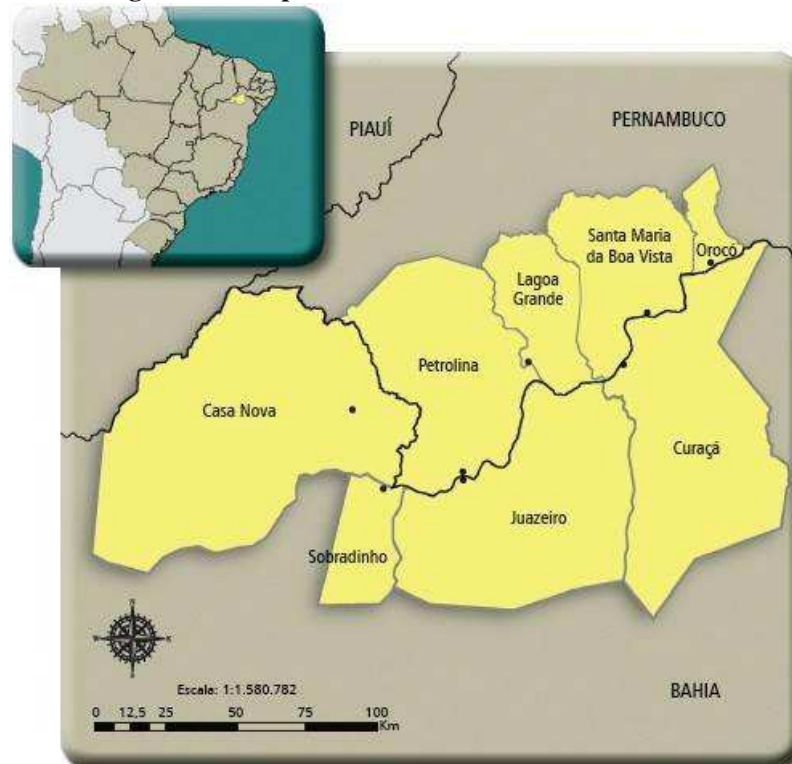 PIAUÍ
PERNAMBUCO
Santa Maria
da Boa Vista
Orocó
Lagoa
Grande
Petrolina
Casa Nova
Curaçá
Juazeiro
Sobradinho
N
Escala: 1:1.580.782
0 12,5 25 50 75 100
Km
BAHIA